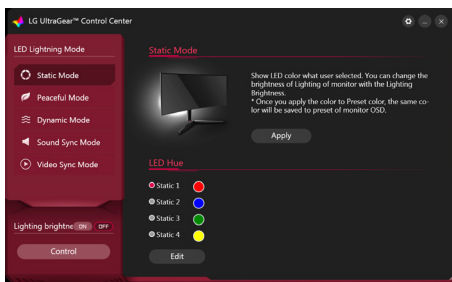 LG UltraGear™ Control Center
LED Lightning Mode
Static Mode
Peaceful Mode
Dynamic Mode
Sound Sync Mode
Video Sync Mode
Lighting brightne ON OFF
Control
Static Mode
Show LED color what user selected. You can change the
brightness of Lighting of monitor with the Lighting
Brightness.
* Once you apply the color to Preset color, the same co-
lor will be saved to preset of monitor OSD.
Apply
LED Hue
Static 1
Static 2
Static 3
Static 4
Edit